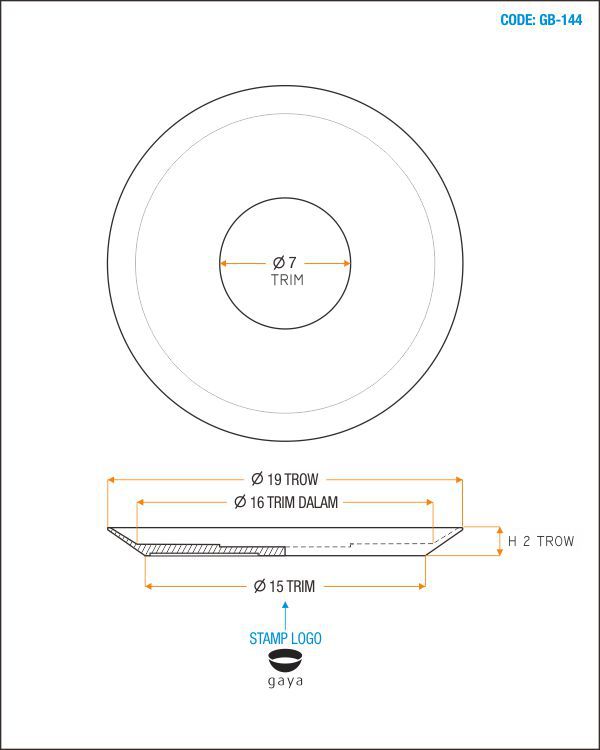 CODE: GB-144
Ø 7
TRIM
Ø 19 TROW
Ø 16 TRIM DALAM
H 2 TROW
Ø 15 TRIM
STAMP LOGO
gaya